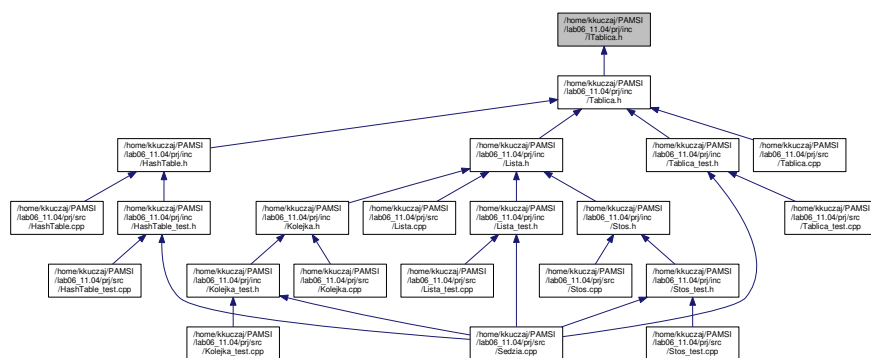 /home/kkuczaj/PAMSI
/lab06_11.04/prj/inc
/ITablica.h
/home/kkuczaj/PAMSI
/lab06_11.04/prj/inc
/Tablica.h
/home/kkuczaj/PAMSI
/lab06_11.04/prj/inc
/HashTable.h
/home/kkuczaj/PAMSI
/lab06_11.04/prj/inc
/Lista.h
/home/kkuczaj/PAMSI
/lab06_11.04/prj/inc
/Tablica_test.h
/home/kkuczaj/PAMSI
/lab06_11.04/prj/src
/Tablica.cpp
/home/kkuczaj/PAMSI
/lab06_11.04/prj/src
/HashTable.cpp
/home/kkuczaj/PAMSI
/lab06_11.04/prj/inc
/HashTable_test.h
/home/kkuczaj/PAMSI
/lab06_11.04/prj/inc
/Kolejka.h
/home/kkuczaj/PAMSI
/lab06_11.04/prj/src
/Lista.cpp
/home/kkuczaj/PAMSI
/lab06_11.04/prj/inc
/Lista_test.h
/home/kkuczaj/PAMSI
/lab06_11.04/prj/inc
/Stos.h
/home/kkuczaj/PAMSI
/lab06_11.04/prj/src
/Tablica_test.cpp
/home/kkuczaj/PAMSI
/lab06_11.04/prj/src
/HashTable_test.cpp
/home/kkuczaj/PAMSI
/lab06_11.04/prj/inc
/Kolejka_test.h
/home/kkuczaj/PAMSI
/lab06_11.04/prj/src
/Kolejka.cpp
/home/kkuczaj/PAMSI
/lab06_11.04/prj/src
/Lista_test.cpp
/home/kkuczaj/PAMSI
/lab06_11.04/prj/src
/Stos.cpp
/home/kkuczaj/PAMSI
/lab06_11.04/prj/inc
/Stos_test.h
/home/kkuczaj/PAMSI
/lab06_11.04/prj/src
/Kolejka_test.cpp
/home/kkuczaj/PAMSI
/lab06_11.04/prj/src
/Sedzia.cpp
/home/kkuczaj/PAMSI
/lab06_11.04/prj/src
/Stos_test.cpp